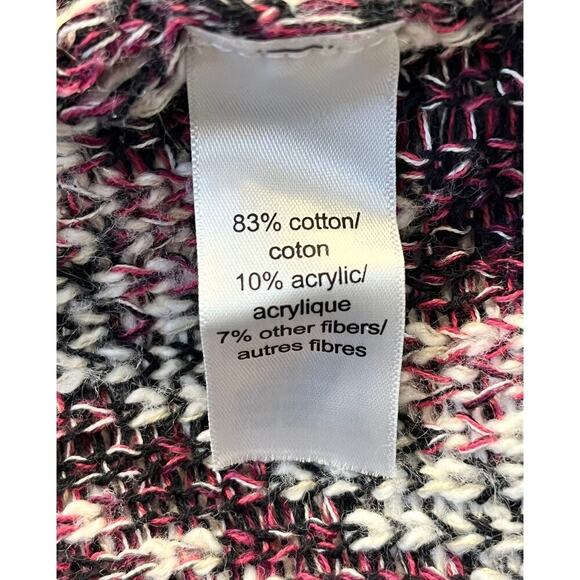 83% cotton/
coton
10% acrylic/
acrylique
7% other fibers/
autres fibres